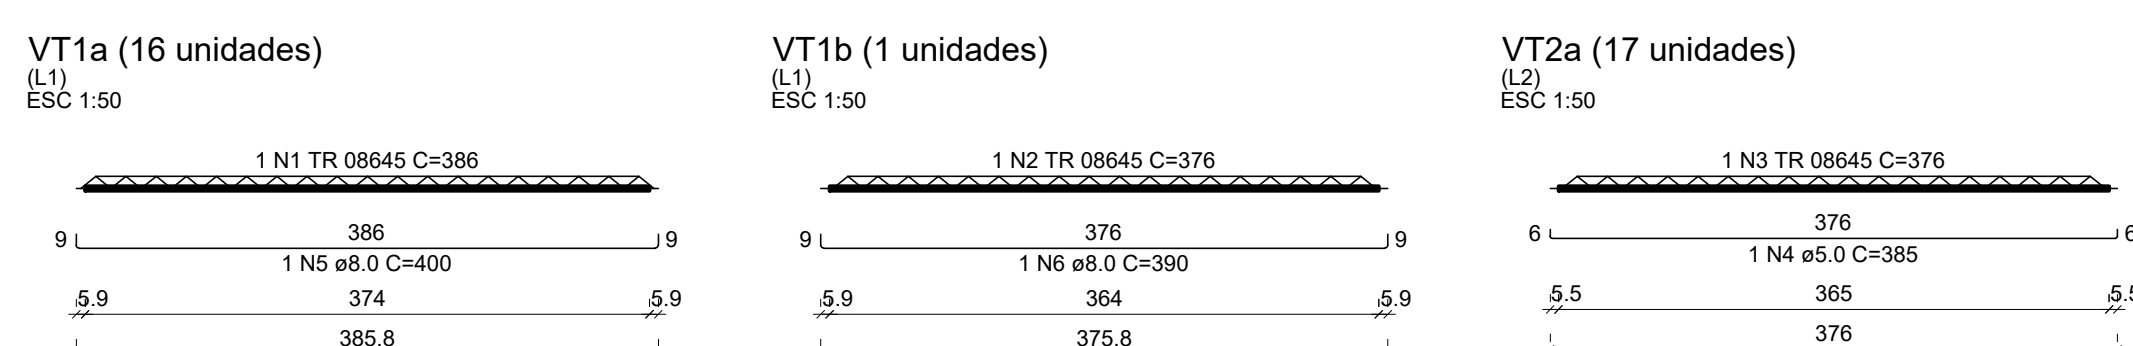 VT1a (16 unidades)
(L1)
ESC 1:50
1 N1 TR 08645 C=386
9 386 9
1 N5 ø8.0 C=400
5.9 374 5.9
385.8
VT1b (1 unidades)
(L1)
ESC 1:50
1 N2 TR 08645 C=376
9 376 9
1 N6 ø8.0 C=390
5.9 364 5.9
375.8
VT2a (17 unidades)
(L2)
ESC 1:50
1 N3 TR 08645 C=376
6 376 6
1 N4 ø5.0 C=385
5.5 365 5.5
376